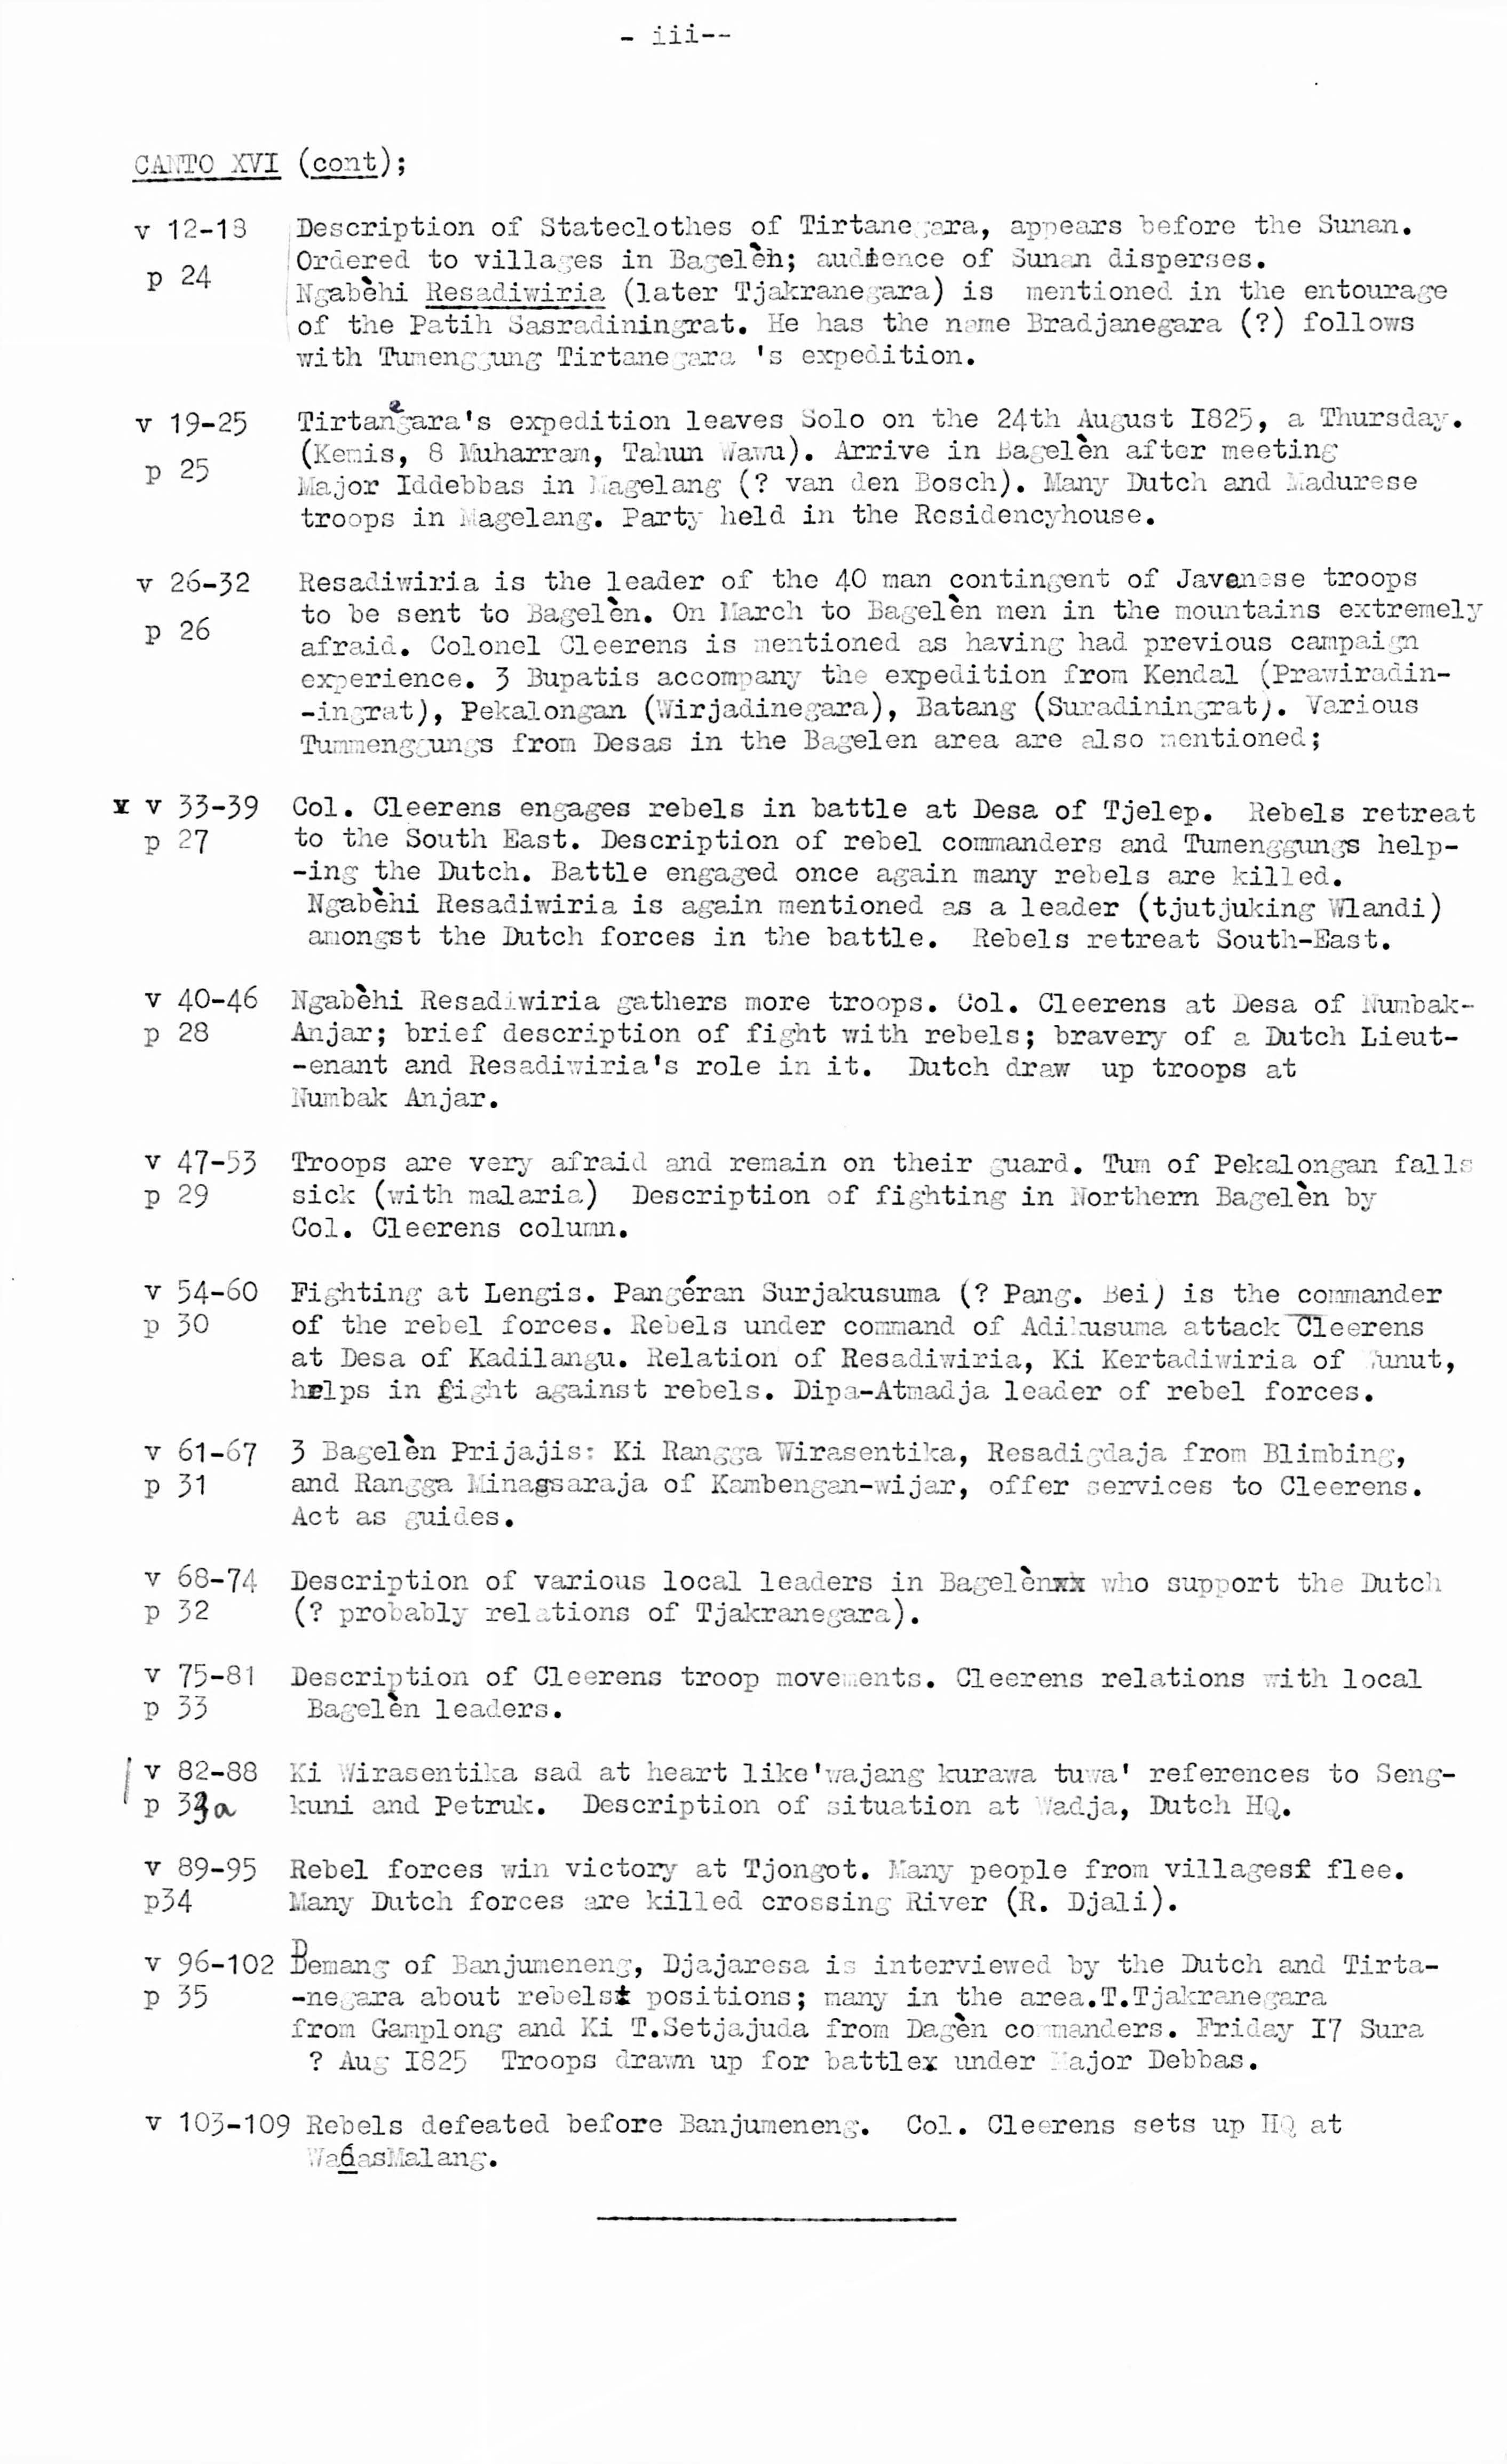 - iii--
CANTO XVI (cont);
v 12-18 Description of Stateclothes of Tirtanegara, appears before the Sunan.
Ordered to villages in Bagelèh; audience of Sunan disperses.
p 24
Ngabèhi Resadiwiria (later Tjakranegara) is mentioned in the entourage
of the Patih Sasradiningrat. He has the name Bradjanegara (?) follows
with Tumenggung Tirtanegara 's expedition.
v 19-25 Tirtanegara's expedition leaves Solo on the 24th August I825, a Thursday.
(Kemis, 8 Muharram, Tahun Wawu). Arrive in Bagelèn after meeting
p 25
Major Iddebbas in Magelang (? van den Bosch). Many Dutch and Madurese
troops in Magelang. Party held in the Residencyhouse.
v 26-32 Resadiwiria is the leader of the 40 man contingent of Javanese troops
to be sent to Bagelèn. On March to Bagelèn men in the mountains extremely
p 26
afraid. Colonel Cleerens is mentioned as having had previous campaign
experience. 3 Bupatis accompany the expedition from Kendal (Prawiradin-
-ingrat), Pekalongan (Wirjadinegara), Batang (Suradiningrat). Various
Tummenggungs from Desas in the Bagelen area are also mentioned;
v v 33-39 Col. Cleerens engages rebels in battle at Desa of Tjelep. Rebels retreat
p 27 to the South East. Description of rebel commanders and Tumenggungs help-
-ing the Dutch. Battle engaged once again many rebels are killed.
Ngabèhi Resadiwiria is again mentioned as a leader (tjutjuking Wlandi)
amongst the Dutch forces in the battle. Rebels retreat South-East.
v 40-46 Ngabèhi Resadiwiria gathers more troops. Col. Cleerens at Desa of Numbak-
p 28 Anjar; brief description of fight with rebels; bravery of a Dutch Lieut-
-enant and Resadiwiria's role in it. Dutch draw up troops at
Numbak Anjar.
v 47-53 Troops are very afraid and remain on their guard. Tum of Pekalongan falls
p 29 sick (with malaria) Description of fighting in Northern Bagelèn by
Col. Cleerens column.
v 54-60 Fighting at Lengis. Pangéran Surjakusuma (? Pang. Bei) is the commander
p 30 of the rebel forces. Rebels under command of Adikusuma attack Cleerens
at Desa of Kadilangu. Relation of Resadiwiria, Ki Kertadiwiria of
helps in fight against rebels. Dipa-Atmadja leader of rebel forces.
v 61-67 3 Bagelèn Prijajis: Ki Rangga Wirasentika, Resadigdaja from Blimbing,
p 31 and Rangga Minagsaraja of Kambengan-wijar, offer services to Cleerens.
Act as guides.
v 68-74 Description of various local leaders in Bagelènxx who support the Dutch
p 32 (? probably relations of Tjakranegara).
v 75-81 Description of Cleerens troop movements. Cleerens relations with local
p 33 Bagelèn leaders.
v 82-88 Ki Wirasentika sad at heart like'wajang kurawa tuwa' references to Seng-
p 33a kuni and Petruk. Description of situation at Wadja, Dutch HQ.
v 89-95 Rebel forces win victory at Tjongot. Many people from villagesf flee.
p34 Many Dutch forces are killed crossing River (R. Djali).
v 96-102 Demang of Banjumeneng, Djajaresa is interviewed by the Dutch and Tirta-
p 35 -negara about rebels positions; many in the area.T.Tjakranegara
from Gamplong and Ki T.Setjajuda from Dagèn commanders. Friday I7 Sura
? Aug I825 Troops drawn up for battlex under Major Debbas.
v 103-109 Rebels defeated before Banjumeneng. Col. Cleerens sets up HQ at
WagasMalang.